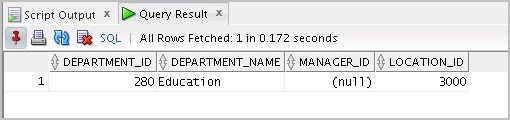 Script Output x Query Result x
SQL | All Rows Fetched: 1 in 0.172 seconds
DEPARTMENT_ID DEPARTMENT_NAME MANAGER_ID LOCATION_ID
1 280 Education (null) 3000